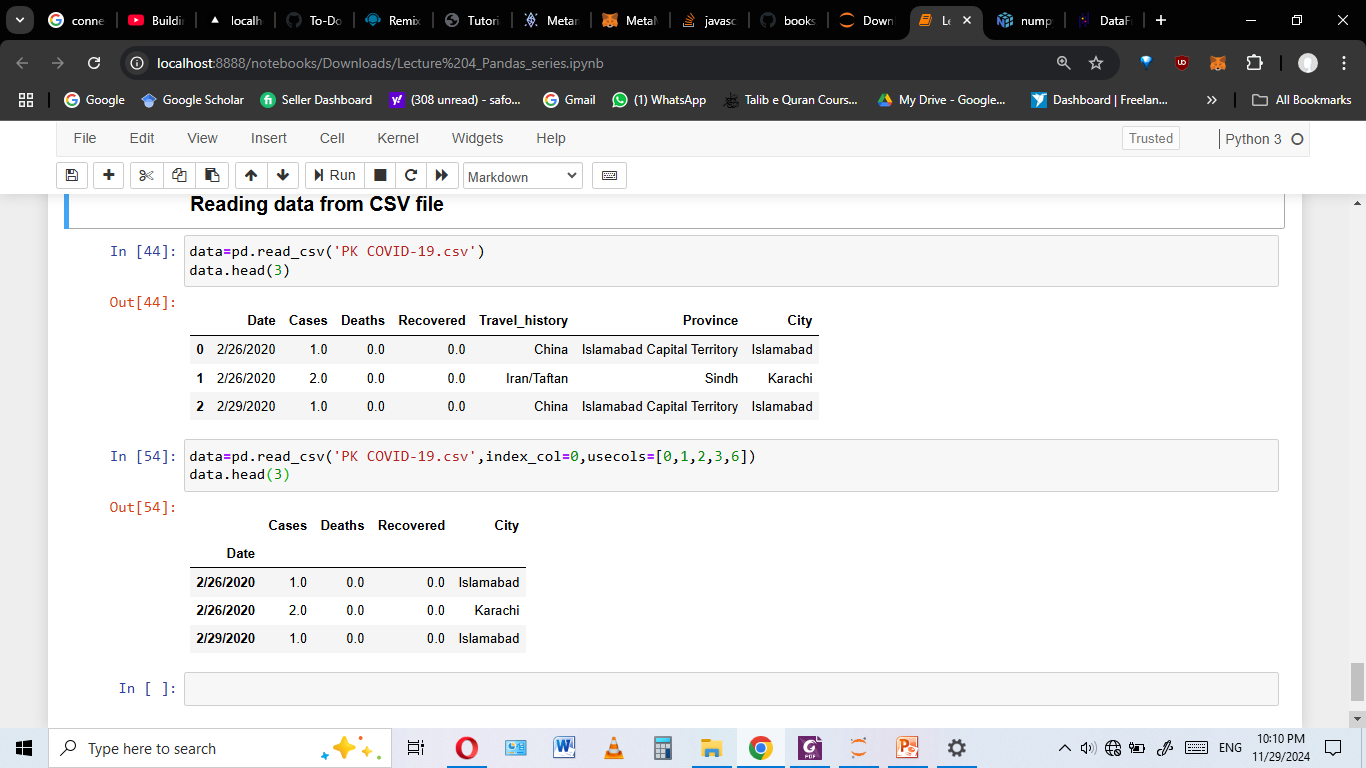 conne
Buildi
localh
To-Do
Remix
Tutori
Metan
MetaM
javasc
books
Down
Le
nump
DataFr
localhost:8888/notebooks/Downloads/Lecture%204_Pandas_series.ipynb
Google
Google Scholar
Seller Dashboard
(308 unread) - safo...
Gmail
(1) WhatsApp
Talib e Quran Cours...
My Drive - Google...
Dashboard | Freelan...
» All Bookmarks
File Edit View Insert Cell Kernel Widgets Help Trusted Python 3
Run Markdown
Reading data from CSV file
In [44]: data=pd.read_csv('PK COVID-19.csv')
data.head(3)
Out[44]:
Date Cases Deaths Recovered Travel_history Province City
0 2/26/2020 1.0 0.0 0.0 China Islamabad Capital Territory Islamabad
1 2/26/2020 2.0 0.0 0.0 Iran/Taftan Sindh Karachi
2 2/29/2020 1.0 0.0 0.0 China Islamabad Capital Territory Islamabad
In [54]: data=pd.read_csv('PK COVID-19.csv',index_col=0,usecols=[0,1,2,3,6])
data.head(3)
Out[54]:
Cases Deaths Recovered City
Date
2/26/2020 1.0 0.0 0.0 Islamabad
2/26/2020 2.0 0.0 0.0 Karachi
2/29/2020 1.0 0.0 0.0 Islamabad
In [ ]:
Type here to search
ENG
10:10 PM
11/29/2024